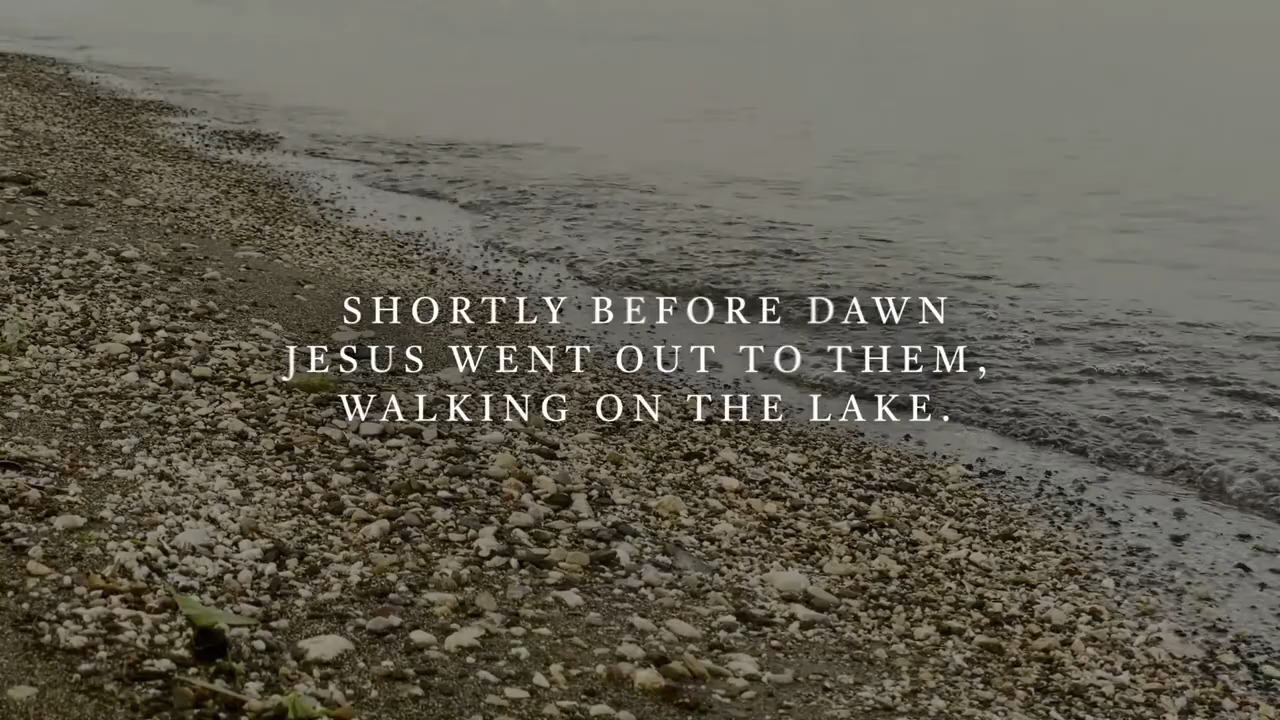 SHORTLY BEFORE DAWN
JESUS WENT OUT TO THEM,
WALKING ON THE LAKE.